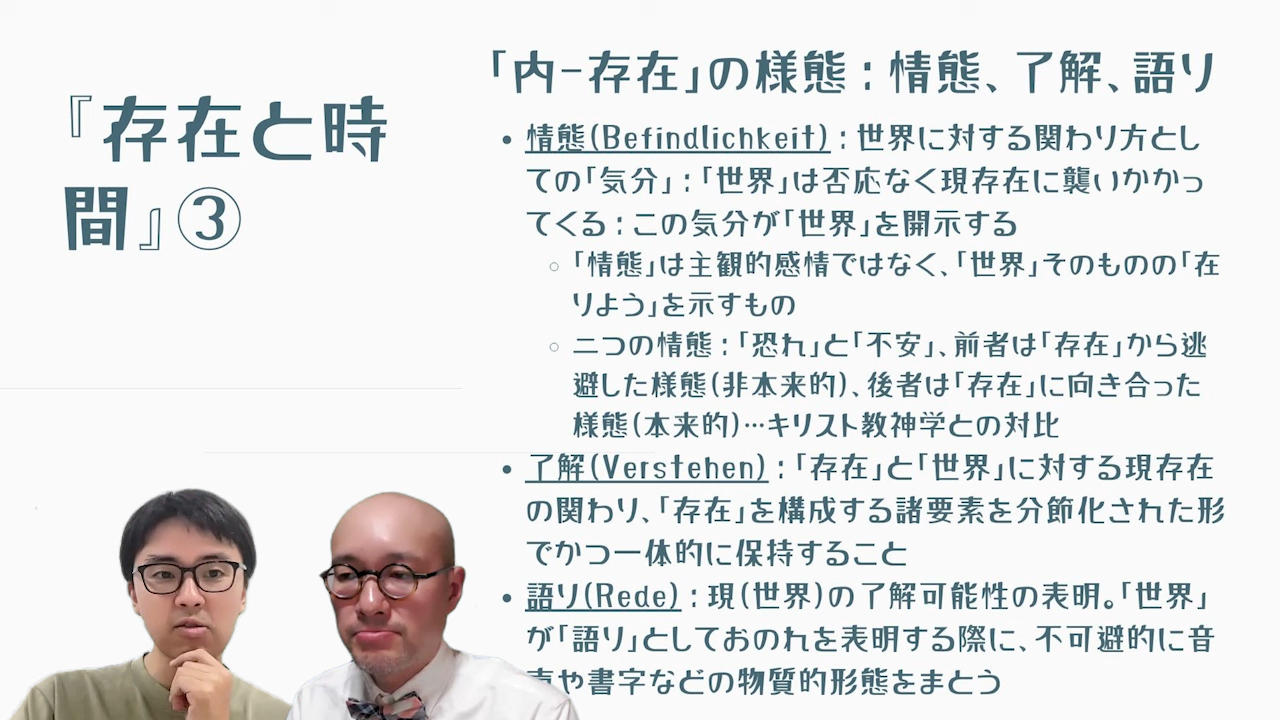 『存在と時
間』③
「内-存在」の様態：情態、了解、語り
• 情態(Befindlichkeit)：世界に対する関わり方とし
ての「気分」：「世界」は否応なく現存在に襲いかかっ
てくる：この気分が「世界」を開示する
○ 「情態」は主観的感情ではなく、「世界」そのものの「在
りよう」を示すもの
○ 二つの情態：「恐れ」と「不安」、前者は「存在」から逃
避した様態(非本来的)、後者は「存在」に向き合った
様態(本来的)…キリスト教神学との対比
• 了解(Verstehen)：「存在」と「世界」に対する現存在
の関わり、「存在」を構成する諸要素を分節化された形
でかつ一体的に保持すること
• 語り(Rede)：現(世界)の了解可能性の表明。「世界」
が「語り」としておのれを表明する際に、不可避的に音
声や書字などの物質的形態をまとう